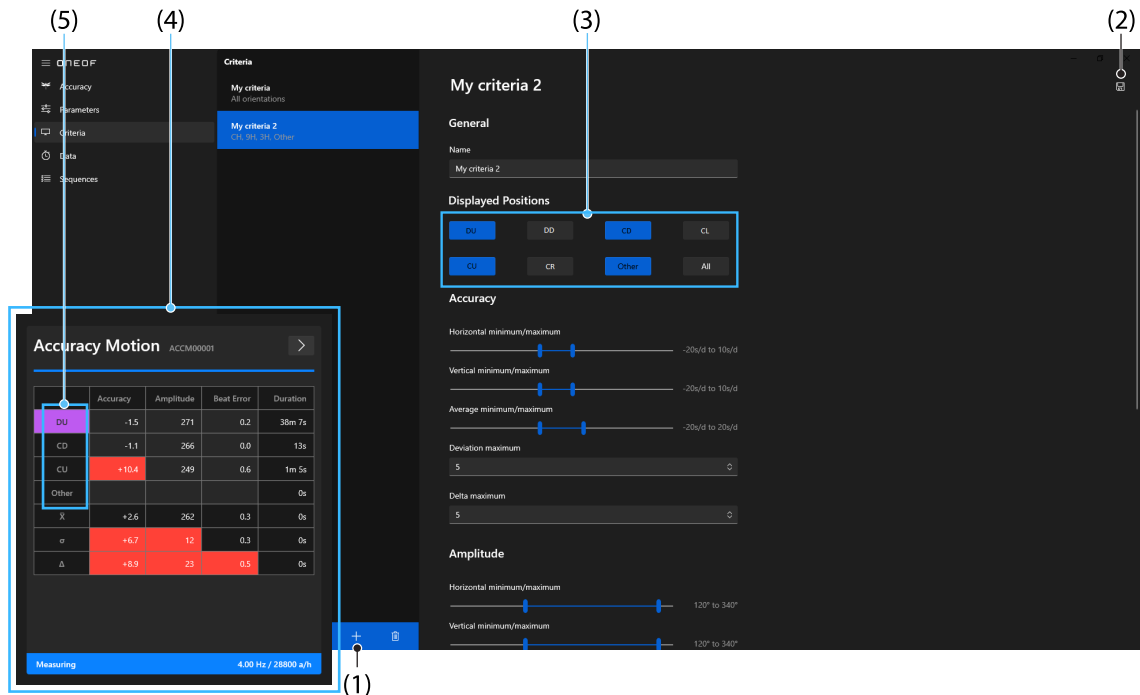 (5)
(4)
(3)
(2)
ONEOF
Accuracy
Parameters
Criteria
Data
Sequences
Criteria
My criteria
All orientations
My criteria 2
CH, 9H, 3H, Other
My criteria 2
General
Name
My criteria 2
Displayed Positions
DU DD CD CL
CU CR Other All
Accuracy
Horizontal minimum/maximum
-20s/d to 10s/d
Vertical minimum/maximum
-20s/d to 10s/d
Average minimum/maximum
-20s/d to 20s/d
Deviation maximum
5
Delta maximum
5
Amplitude
Horizontal minimum/maximum
120° to 340°
Vertical minimum/maximum
120° to 340°
Accuracy Motion ACCM00001
Accuracy Amplitude Beat Error Duration
DU -1.5 271 0.2 38m 7s
CD -1.1 266 0.0 13s
CU +10.4 249 0.6 1m 5s
Other 0s
X̅ +2.6 262 0.3 0s
σ +6.7 12 0.3 0s
Δ +8.9 23 0.5 0s
Measuring 4.00 Hz / 28800 a/h
(1)